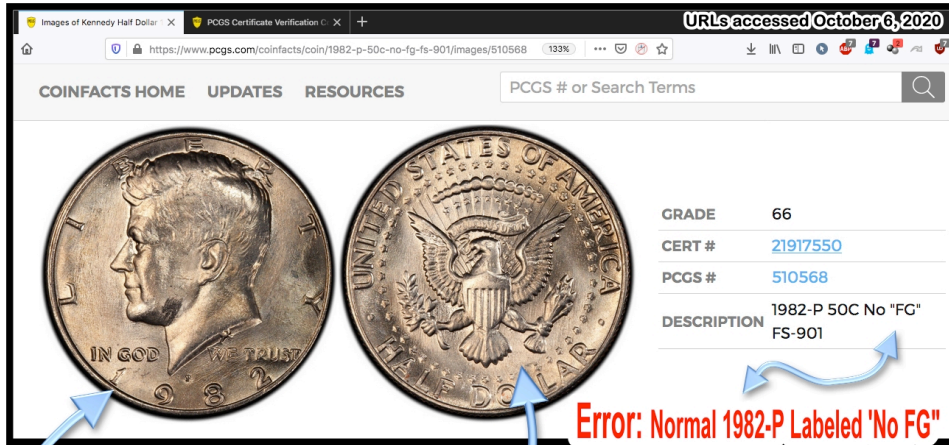 Images of Kennedy Half Dollar
PCGS Certificate Verification
URLs accessed October 6, 2020
https://www.pcgs.com/coinfacts/coin/1982-p-50c-no-fg-fs-901/images/510568
133%
COINFACTS HOME UPDATES RESOURCES
PCGS # or Search Terms
LIBERTY
IN GOD WE TRUST
P
1982
UNITED STATES OF AMERICA
HALF DOLLAR
GRADE 66
CERT # 21917550
PCGS # 510568
DESCRIPTION 1982-P 50C No "FG"
FS-901
Error: Normal 1982-P Labeled 'No FG"